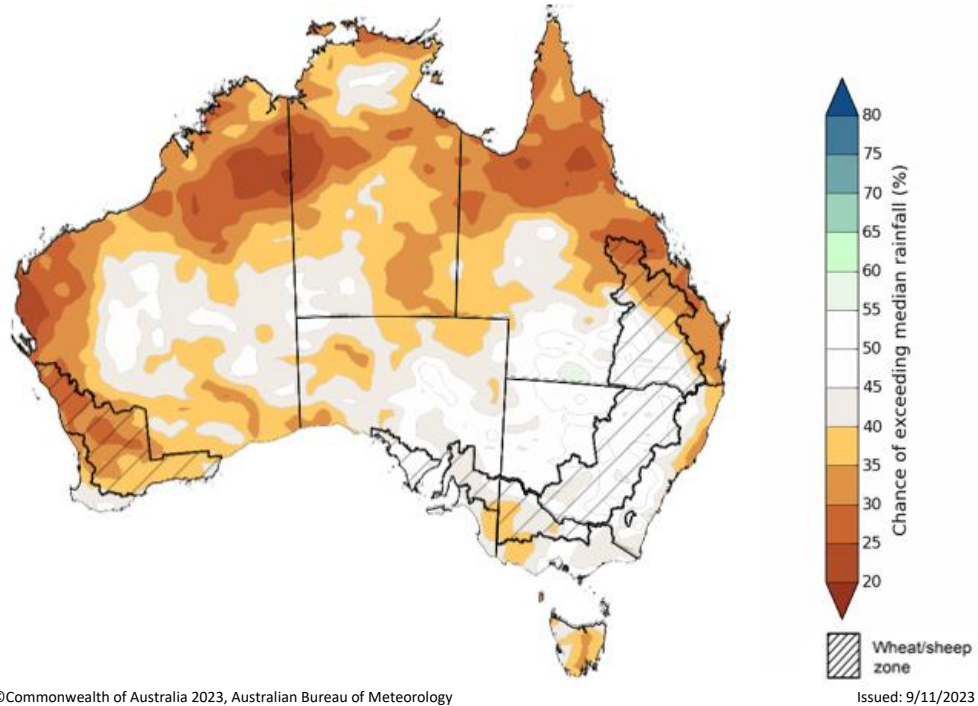 80
75
70
65
60
55
50
45
40
35
30
25
20
Chance of exceeding median rainfall (%)
Wheat/sheep
zone
©Commonwealth of Australia 2023, Australian Bureau of Meteorology
Issued: 9/11/2023